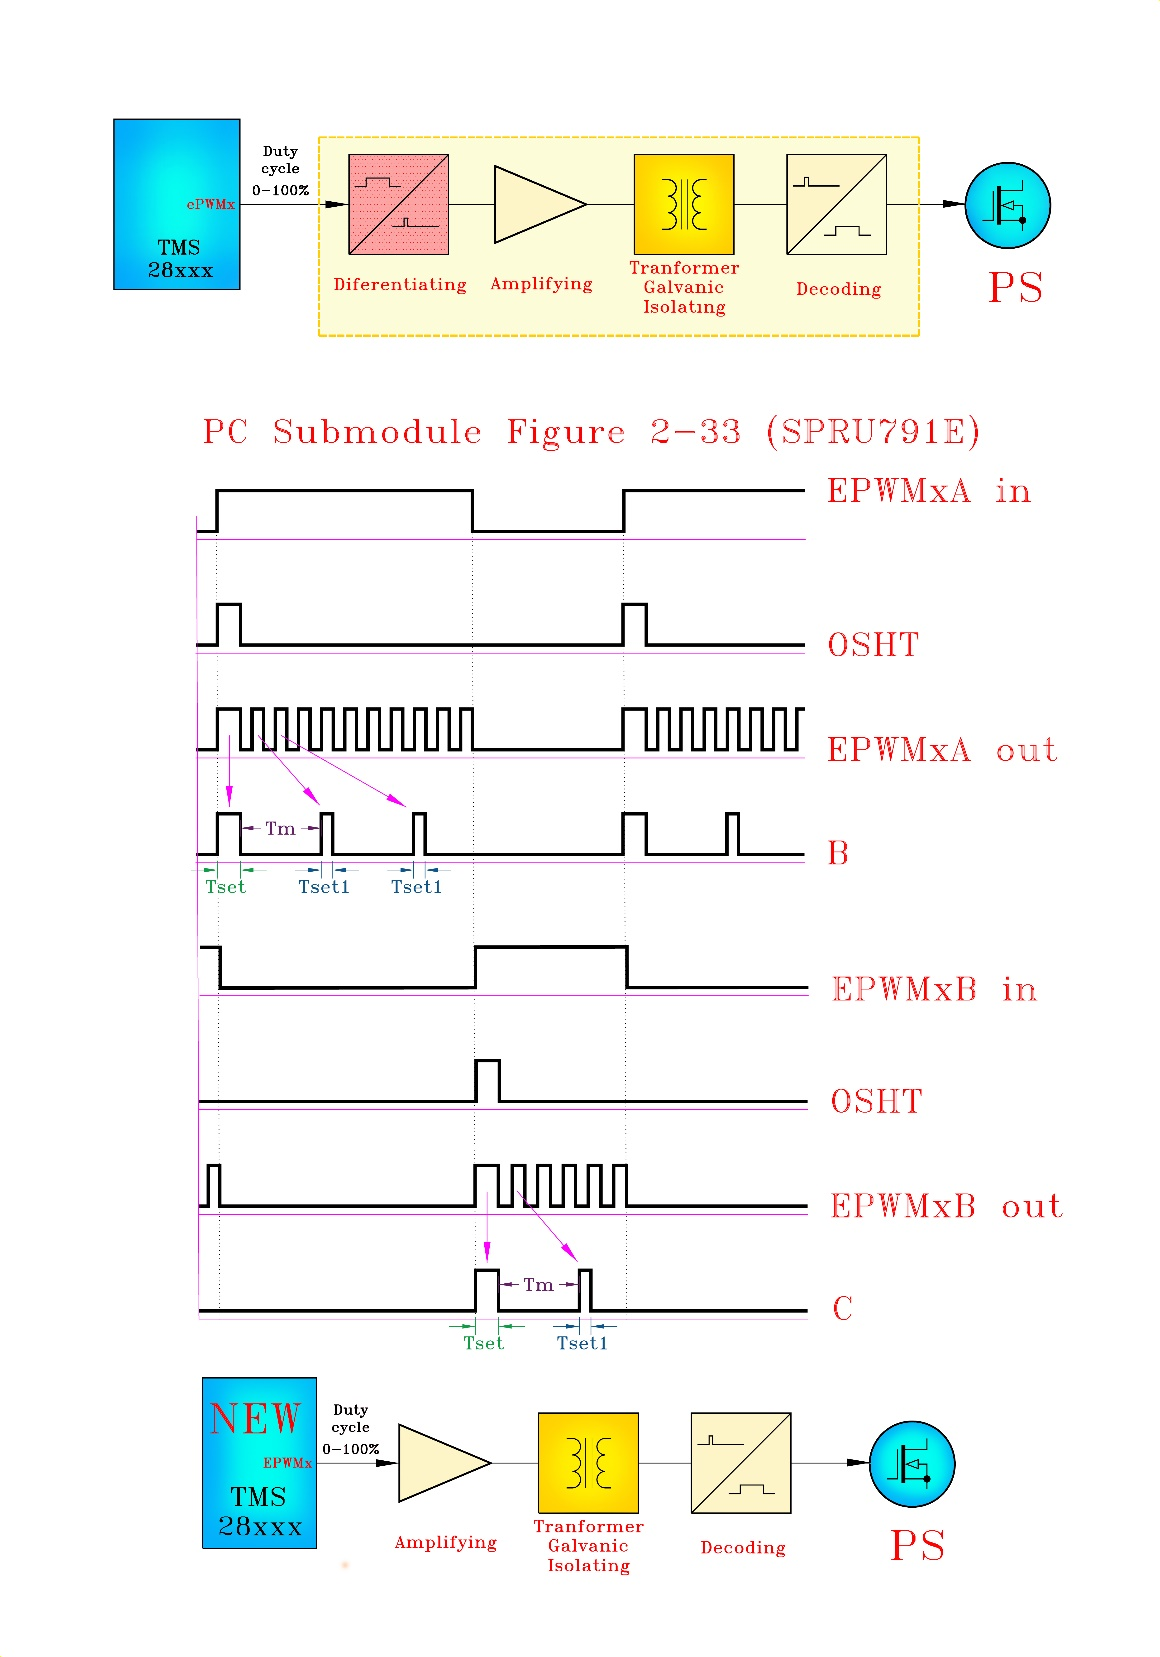 Duty
cycle
0-100%
ePWMx
TMS
28xxx
Diferentiating
Amplifying
Tranformer
Galvanic
Isolating
Decoding
PS
PC Submodule Figure 2-33 (SPRU791E)
EPWMxA in
OSHT
EPWMxA out
Tm
B
Tset
Tset1
Tset1
EPWMxB in
OSHT
EPWMxB out
Tm
C
Tset
Tset1
NEW
Duty
cycle
0-100%
EPWMx
TMS
28xxx
Amplifying
Tranformer
Galvanic
Isolating
Decoding
PS